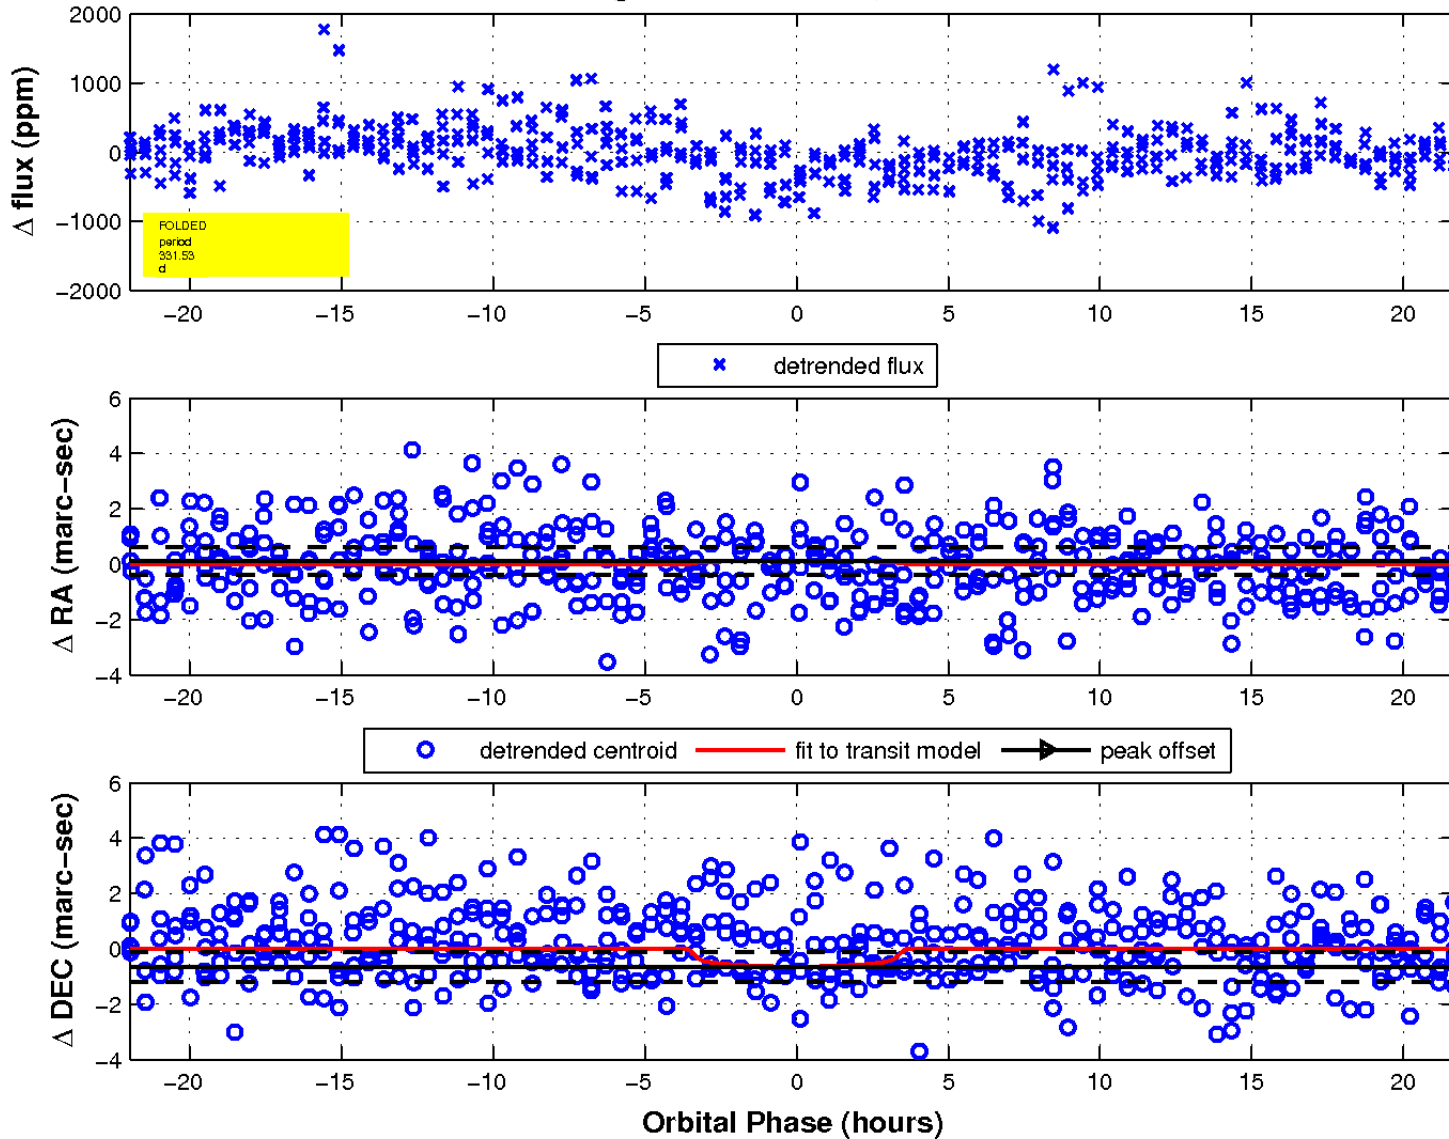 2000
1000
0
−1000
−2000
Δ flux (ppm)
FOLDED
period
331.53
d
−20 −15 −10 −5 0 5 10 15 20
detrended flux
6
4
2
0
−2
−4
Δ RA (marc−sec)
−20 −15 −10 −5 0 5 10 15 20
detrended centroid fit to transit model peak offset
6
4
2
0
−2
−4
Δ DEC (marc−sec)
−20 −15 −10 −5 0 5 10 15 20
Orbital Phase (hours)